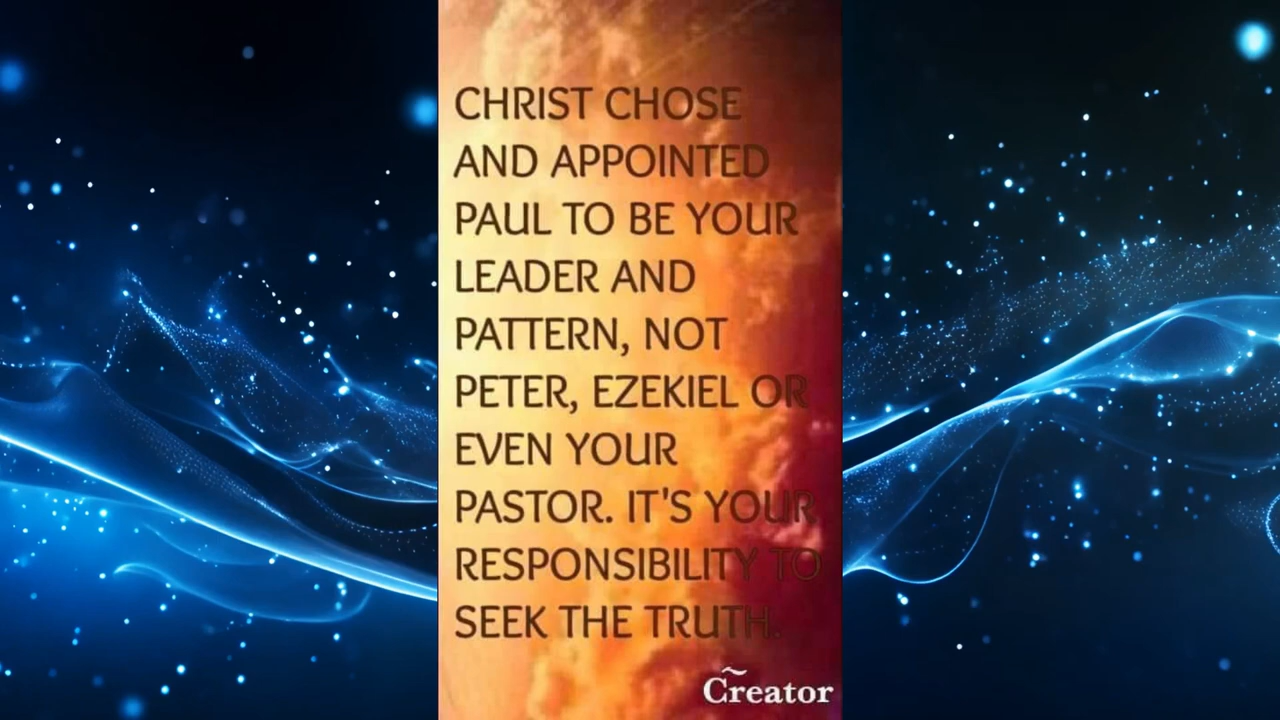 CHRIST CHOSE
AND APPOINTED
PAUL TO BE YOUR
LEADER AND
PATTERN, NOT
PETER, EZEKIEL OR
EVEN YOUR
PASTOR. IT'S YOUR
RESPONSIBILITY TO
SEEK THE TRUTH.
~
Creator